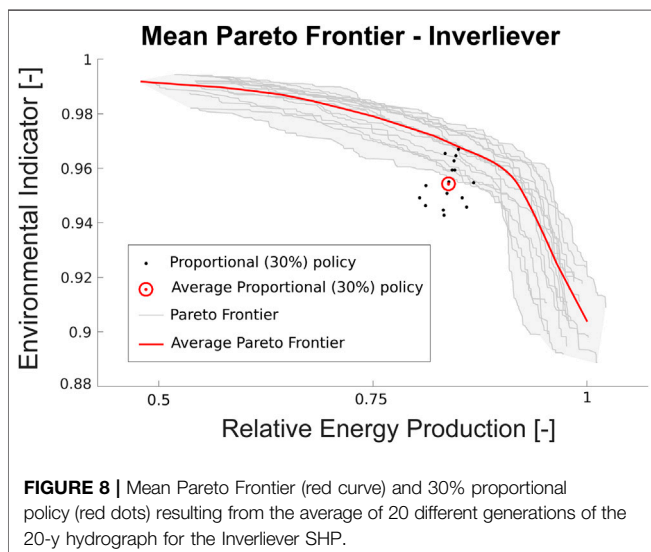 Mean Pareto Frontier - Inverliever
Environmental Indicator [-]
1
0.98
0.96
0.94
0.92
0.9
0.88
Proportional (30%) policy
Average Proportional (30%) policy
Pareto Frontier
Average Pareto Frontier
0.5
0.75
1
Relative Energy Production [-]
FIGURE 8 | Mean Pareto Frontier (red curve) and 30% proportional
policy (red dots) resulting from the average of 20 different generations of the
20-y hydrograph for the Inverliever SHP.